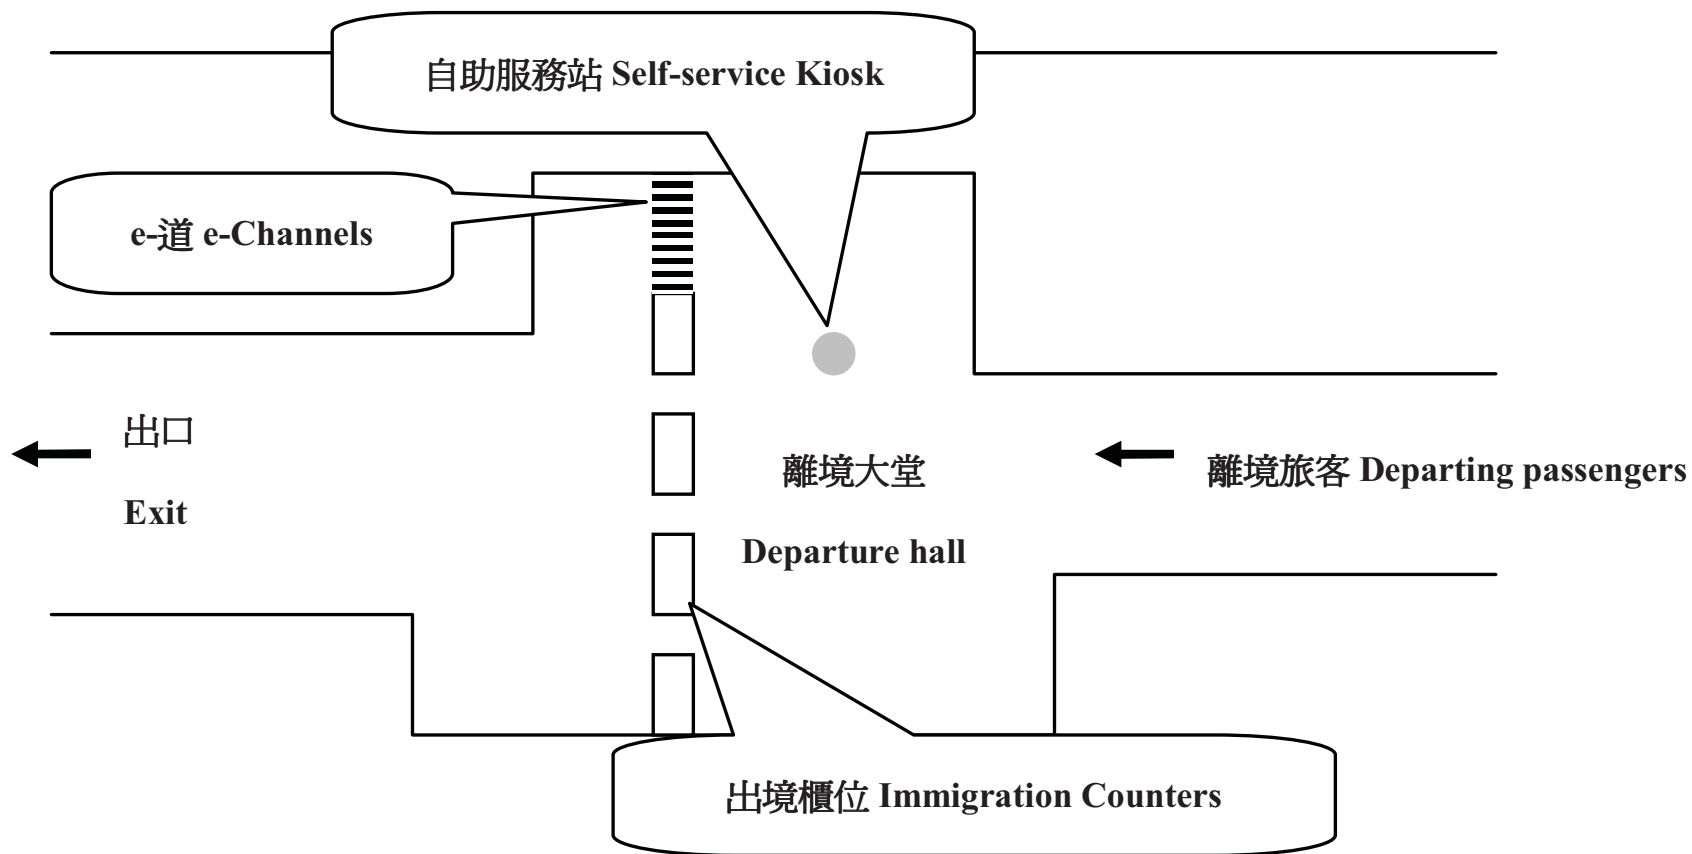 自助服務站 Self-service Kiosk
e-道 e-Channels
出口
Exit
離境大堂
Departure hall
離境旅客 Departing passengers
出境櫃位 Immigration Counters